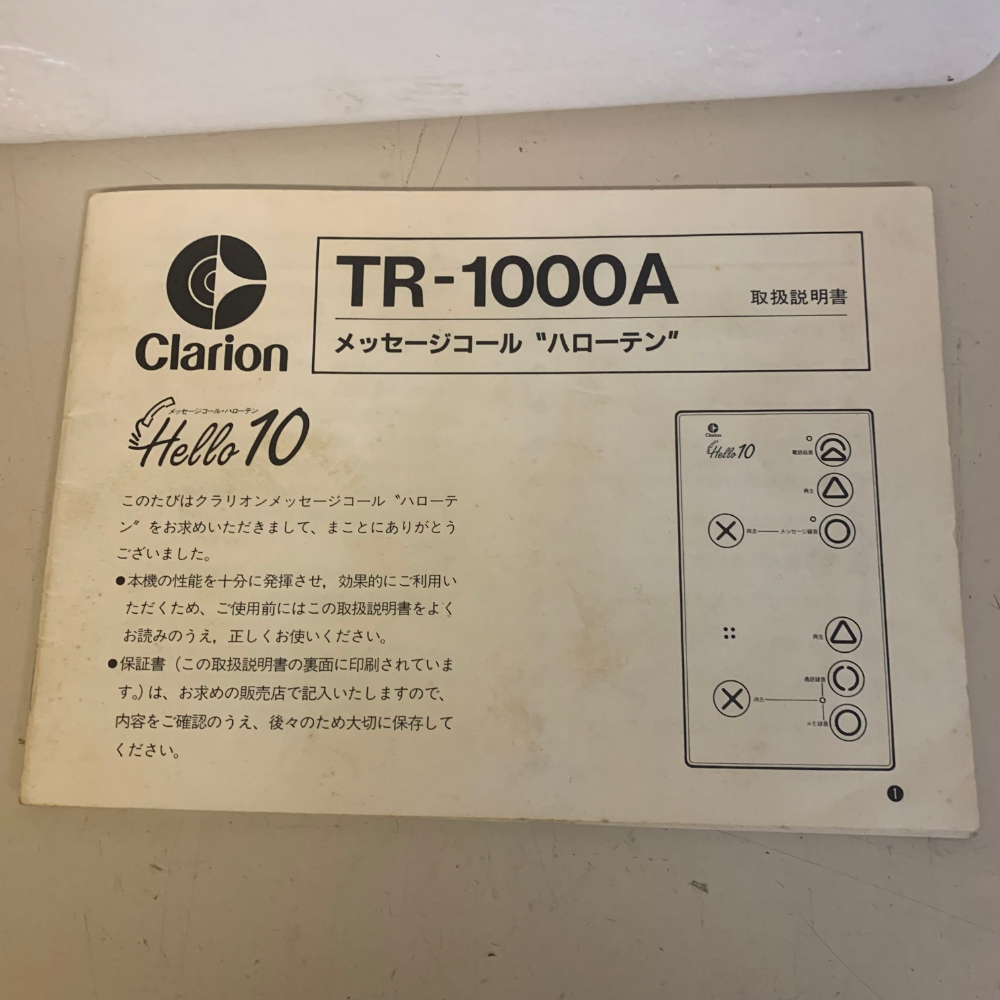 Clarion
TR-1000A
取扱説明書
メッセージコール〝ハローテン〞
メッセージコール・ハローテン
Hello 10
このたびはクラリオンメッセージコール〝ハローテ
ン〞をお求めいただきまして、まことにありがとう
ございました。
●本機の性能を十分に発揮させ，効果的にご利用い
ただくため、ご使用前にはこの取扱説明書をよく
お読みのうえ，正しくお使いください。
●保証書（この取扱説明書の裏面に印刷されていま
す。）は、お求めの販売店で記入いたしますので、
内容をご確認のうえ、後々のため大切に保存して
ください。
Clarion
Hello 10
再生
メッセージ録音
再生
通話録音
メモ録音
1